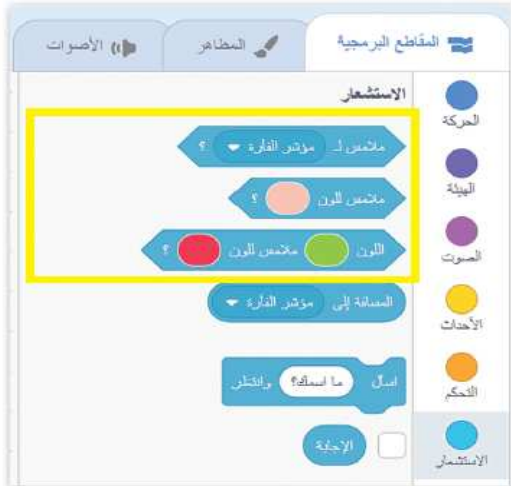 المقاطع البرمجية
المظاهر
الأصوات
الاستشعار
ملامس لـ مؤشر الفأرة ؟
ملامس للون ؟
اللون ملامس للون ؟
المسافة إلى مؤشر الفأرة
اسأل ما اسمك؟ وانتظر
الإجابة
الحركة
الهيئة
الصوت
الأحداث
التحكم
الاستشعار